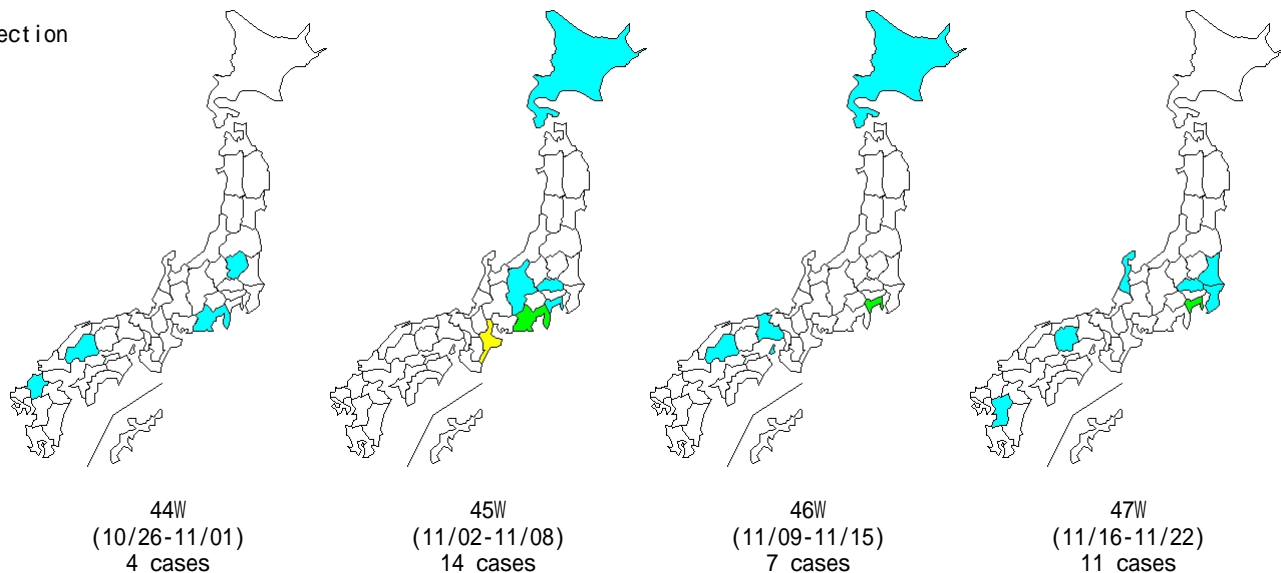 ection
44W
(10/26-11/01)
4 cases
45W
(11/02-11/08)
14 cases
46W
(11/09-11/15)
7 cases
47W
(11/16-11/22)
11 cases